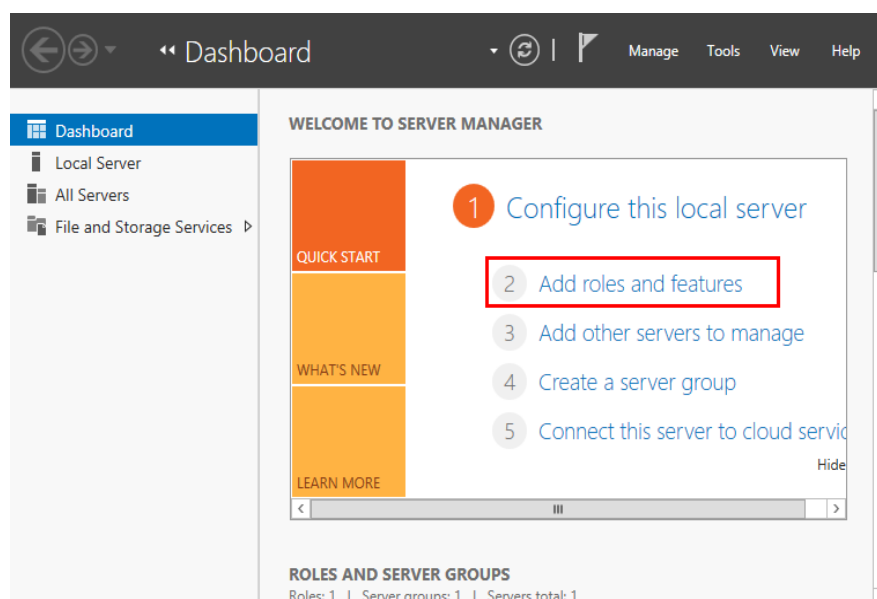 Dashboard
Manage Tools View Help
Dashboard
Local Server
All Servers
File and Storage Services
WELCOME TO SERVER MANAGER
QUICK START
WHAT'S NEW
LEARN MORE
1 Configure this local server
2 Add roles and features
3 Add other servers to manage
4 Create a server group
5 Connect this server to cloud servic
Hide
ROLES AND SERVER GROUPS
Roles: 1 | Server groups: 1 | Servers total: 1